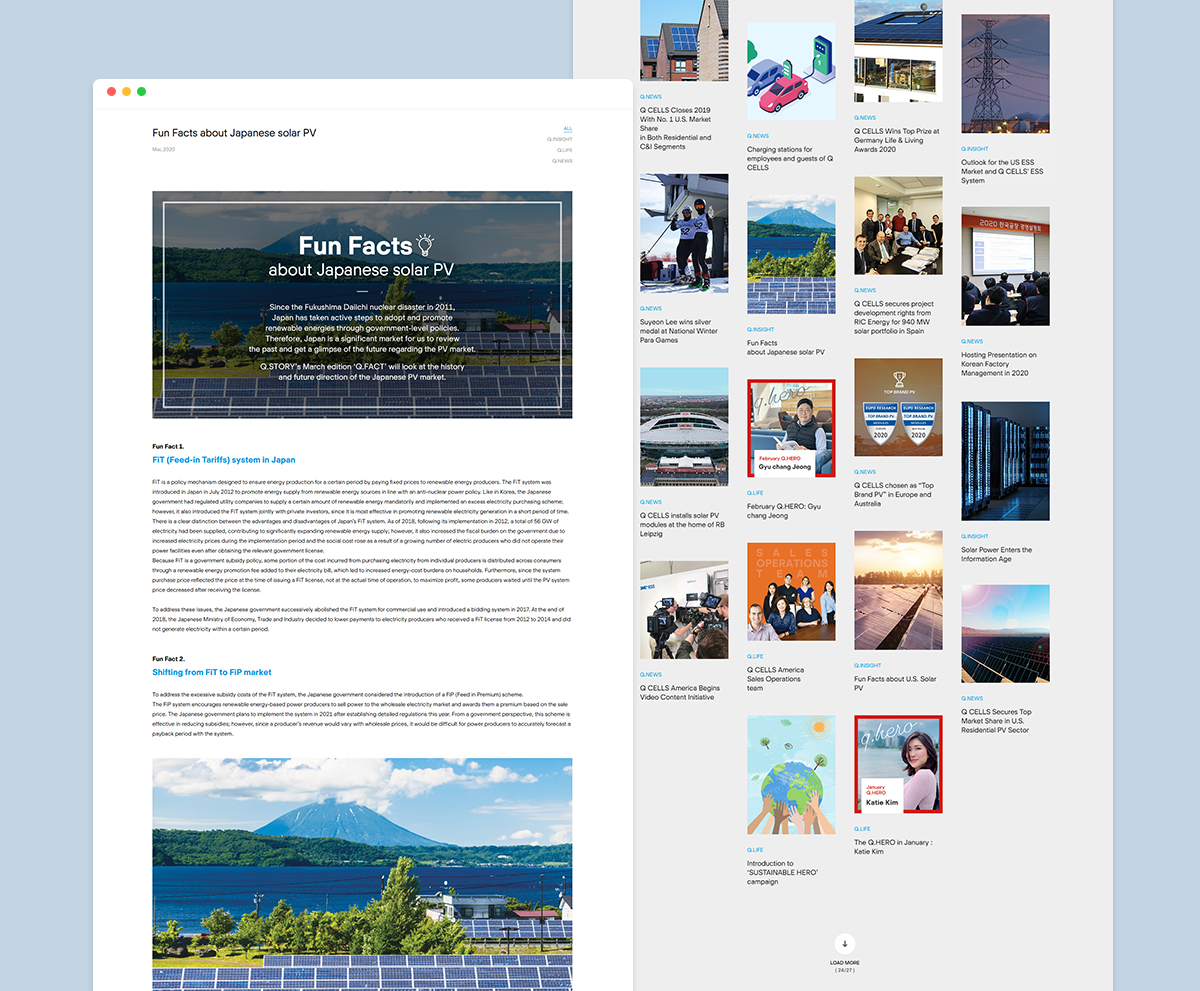 Fun Facts about Japanese solar PV
Mar, 2020
ALL
Q.INSIGHT
Q.LIFE
Q.NEWS
Fun Facts
about Japanese solar PV
Since the Fukushima Daiichi nuclear disaster in 2011,
Japan has taken active steps to adopt and promote
renewable energies through government-level policies.
Therefore, Japan is a significant market for us to review
the past and get a glimpse of the future regarding the PV market.
Q.STORY's March edition 'Q.FACT' will look at the history
and future direction of the Japanese PV market.
Fun Fact 1.
FiT (Feed-in Tariffs) system in Japan
FiT is a policy mechanism designed to ensure energy production for a certain period by paying fixed prices to renewable energy producers. The FiT system was
introduced in Japan in July 2012 to promote energy supply from renewable energy sources in line with an anti-nuclear power policy. Like in Korea, the Japanese
government had regulated utility companies to supply a certain amount of renewable energy mandatorily and implemented an excess electricity purchasing scheme;
however, it also introduced the FiT system jointly with private investors, since it is most effective in promoting renewable electricity generation in a short period of time.
There is a clear distinction between the advantages and disadvantages of Japan's FiT system. As of 2018, following its implementation in 2012, a total of 56 GW of
electricity had been supplied, contributing to significantly expanding renewable energy supply; however, it also increased the fiscal burden on the government due to
increased electricity prices during the implementation period and the social cost rose as a result of a growing number of electric producers who did not operate their
power facilities even after obtaining the relevant government license.
Because FiT is a government subsidy policy, some portion of the cost incurred from purchasing electricity from individual producers is distributed across consumers
through a renewable energy promotion fee added to their electricity bill, which led to increased energy-cost burdens on households. Furthermore, since the system
purchase price reflected the price at the time of issuing a FiT license, not at the actual time of operation, to maximize profit, some producers waited until the PV system
price decreased after receiving the license.
To address these issues, the Japanese government successively abolished the FiT system for commercial use and introduced a bidding system in 2017. At the end of
2018, the Japanese Ministry of Economy, Trade and Industry decided to lower payments to electricity producers who received a FiT license from 2012 to 2014 and did
not generate electricity within a certain period.
Fun Fact 2.
Shifting from FiT to FiP market
To address the excessive subsidy costs of the FiT system, the Japanese government considered the introduction of a FiP (Feed in Premium) scheme.
The FiP system encourages renewable energy-based power producers to sell power to the wholesale electricity market and awards them a premium based on the sale
price. The Japanese government plans to implement the system in 2021 after establishing detailed regulations this year. From a government perspective, this scheme is
effective in reducing subsidies; however, since a producer's revenue would vary with wholesale prices, it would be difficult for power producers to accurately forecast a
payback period with the system.
Q.NEWS
Q CELLS Closes 2019
With No. 1 U.S. Market
Share
in Both Residential and
C&I Segments
Q.NEWS
Suyeon Lee wins silver
medal at National Winter
Para Games
Q.NEWS
Q CELLS installs solar PV
modules at the home of RB
Leipzig
Q.NEWS
Q CELLS America Begins
Video Content Initiative
Q.NEWS
Charging stations for
employees and guests of Q
CELLS
Q.INSIGHT
Fun Facts
about Japanese solar PV
q.hero
February Q.HERO
Gyu chang Jeong
Q.LIFE
February Q.HERO: Gyu
chang Jeong
SALES
OPERATIONS
TEAM
Q.LIFE
Q CELLS America
Sales Operations
team
Q.LIFE
Introduction to
'SUSTAINABLE HERO'
campaign
Q.NEWS
Q CELLS Wins Top Prize at
Germany Life & Living
Awards 2020
Q.NEWS
Q CELLS secures project
development rights from
RIC Energy for 940 MW
solar portfolio in Spain
TOP BRAND PV
EUPD RESEARCH EUPD RESEARCH
TOP BRAND PV TOP BRAND PV
MODULES MODULES
EUROPE AUSTRALIA
2020 2020
Q.NEWS
Q CELLS chosen as "Top
Brand PV" in Europe and
Australia
Q.INSIGHT
Fun Facts about U.S. Solar
PV
q.hero
January
Q.HERO
Katie Kim
Q.LIFE
The Q.HERO in January :
Katie Kim
Q.INSIGHT
Outlook for the US ESS
Market and Q CELLS' ESS
System
2020 한국공장 경영설명회
Q.NEWS
Hosting Presentation on
Korean Factory
Management in 2020
Q.INSIGHT
Solar Power Enters the
Information Age
Q.NEWS
Q CELLS Secures Top
Market Share in U.S.
Residential PV Sector
LOAD MORE
( 24/27 )